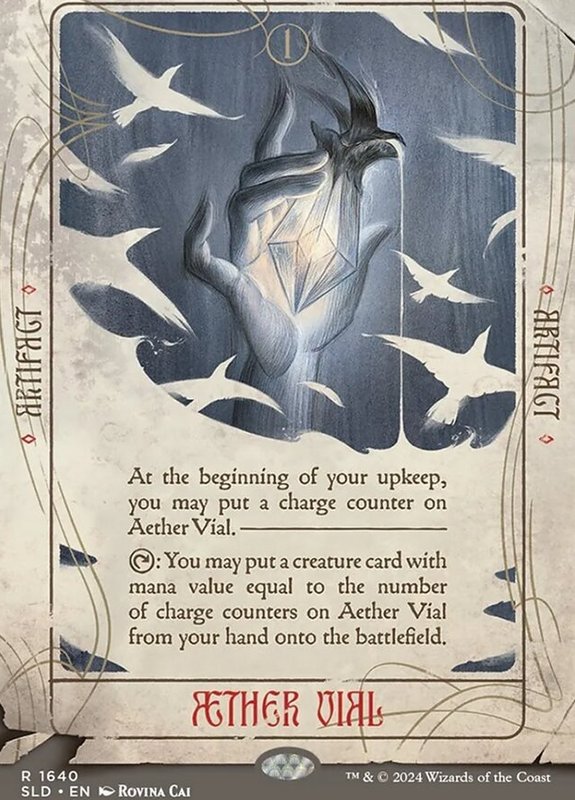 1
ARTIFACT
ARTIFACT
At the beginning of your upkeep,
you may put a charge counter on
Aether Vial.
: You may put a creature card with
mana value equal to the number
of charge counters on Aether Vial
from your hand onto the battlefield.
ÆTHER VIAL
R 1640
SLD • EN ROVINA CAI
™ & © 2024 Wizards of the Coast